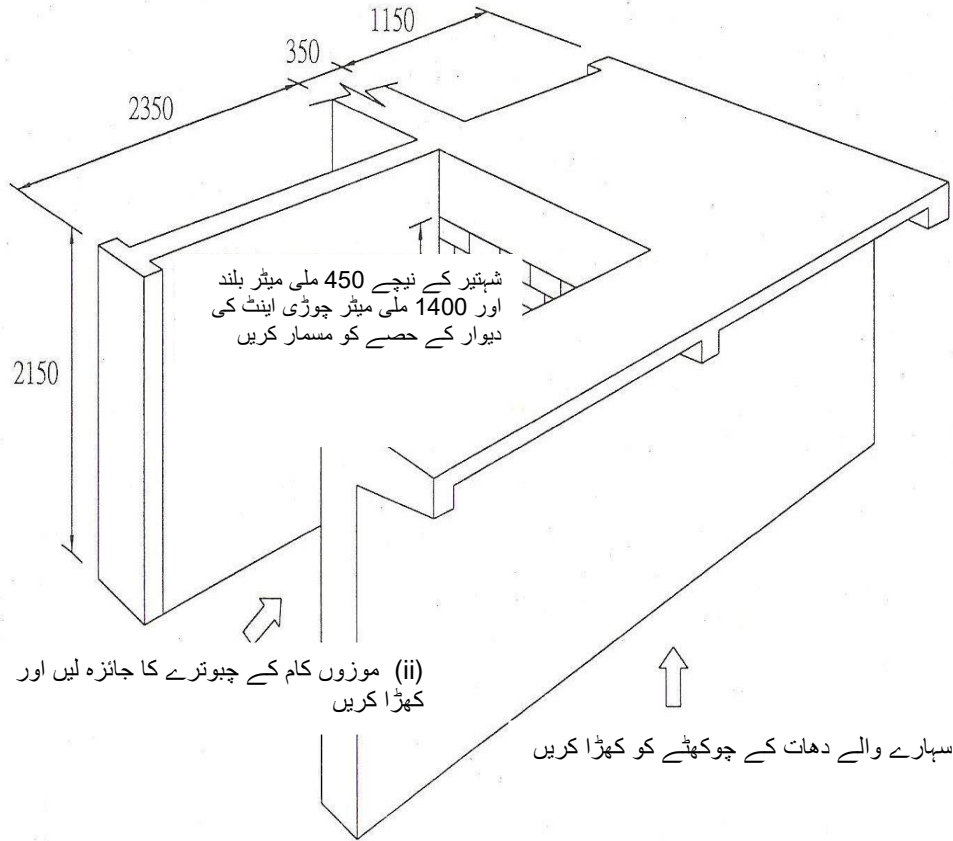 1150
350
2350
شہتیر کے نیچے 450 ملی میٹر بلند
اور 1400 ملی میٹر چوڑی اینٹ کی
دیوار کے حصے کو مسمار کریں
2150
(ii) موزوں کام کے چبوترے کا جائزہ لیں اور
کھڑا کریں
سہارے والے دھات کے چوکھٹے کو کھڑا کریں